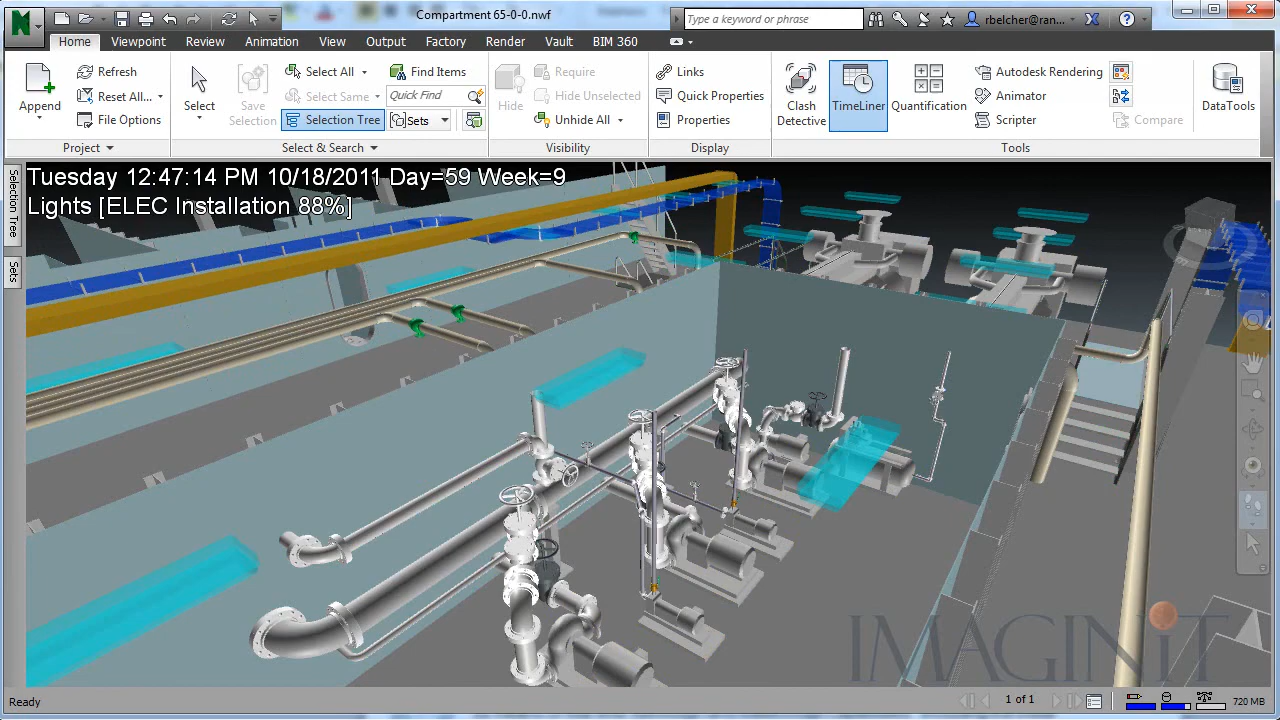 Compartment 65-0-0.nwf
Type a keyword or phrase
rbelcher@ran...
Home Viewpoint Review Animation View Output Factory Render Vault BIM 360
Append
Refresh
Reset All...
File Options
Project
Select
Save Selection
Select All
Select Same
Selection Tree
Find Items
Quick Find
Sets
Select & Search
Hide
Require
Hide Unselected
Unhide All
Visibility
Links
Quick Properties
Properties
Display
Clash Detective
TimeLiner
Quantification
Autodesk Rendering
Animator
Scripter
Compare
Tools
DataTools
Selection Tree
Sets
Tuesday 12:47:14 PM 10/18/2011 Day=59 Week=9
Lights [ELEC Installation 88%]
IMAGINiT
Ready
1 of 1
720 MB